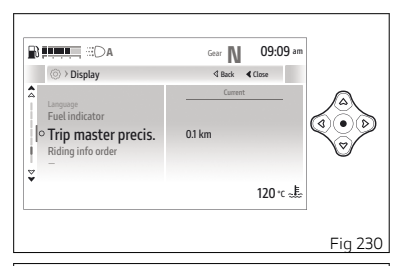 A Gear N 09:09 am
> Display Back Close
Language
Fuel indicator
Trip master precis.
Riding info order
Current
0.1 km
120 °C
Fig 230